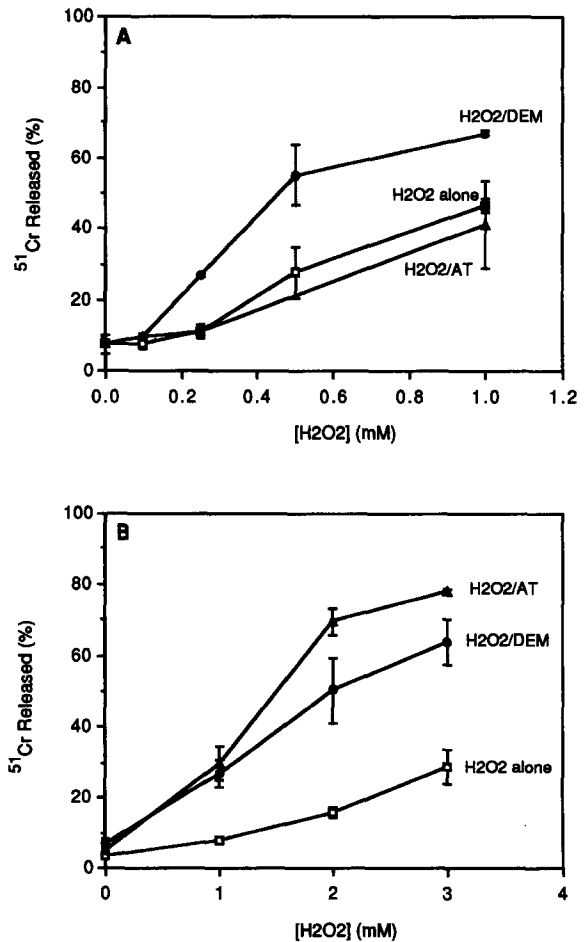 A
100
80
60
40
20
0
51Cr Released (%)
H2O2/DEM
H2O2 alone
H2O2/AT
0.0 0.2 0.4 0.6 0.8 1.0 1.2
[H2O2] (mM)
B
100
80
60
40
20
0
51Cr Released (%)
H2O2/AT
H2O2/DEM
H2O2 alone
0 1 2 3 4
[H2O2] (mM)